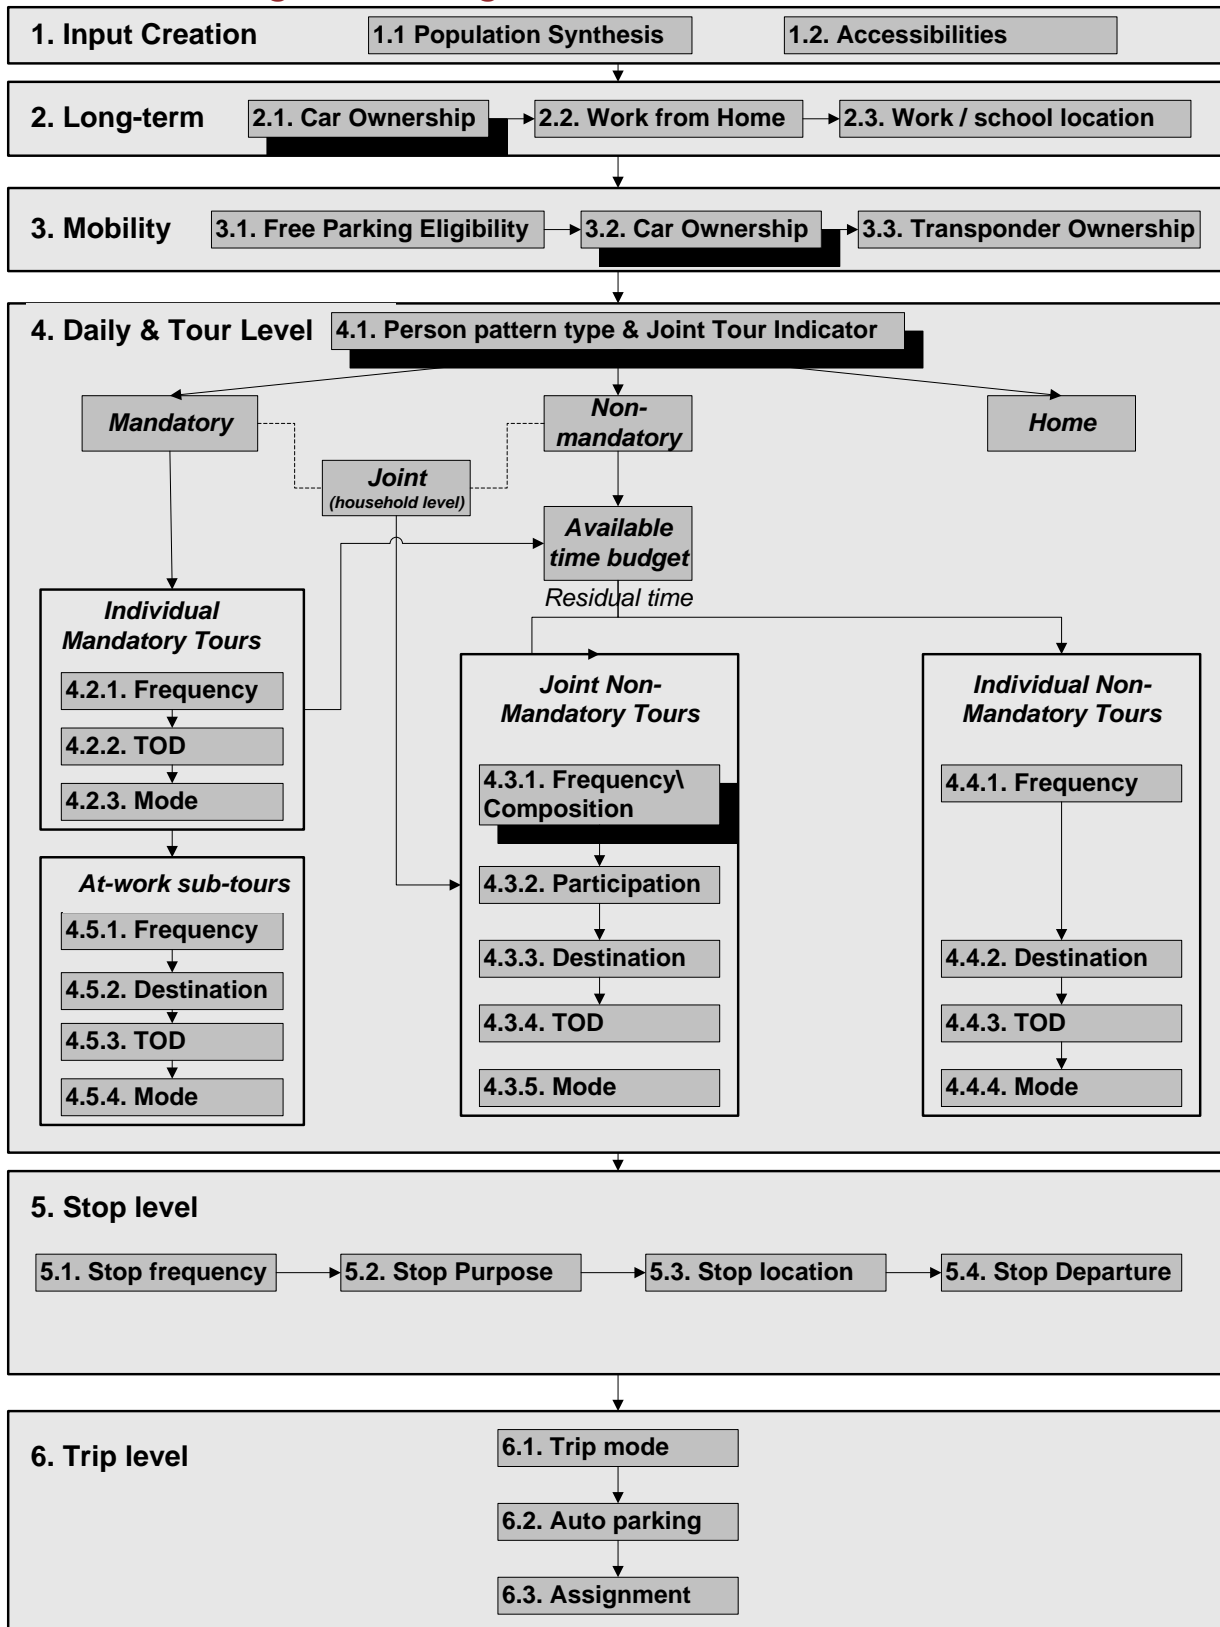 1. Input Creation
1.1 Population Synthesis
1.2. Accessibilities
2. Long-term
2.1. Car Ownership
2.2. Work from Home
2.3. Work / school location
3. Mobility
3.1. Free Parking Eligibility
3.2. Car Ownership
3.3. Transponder Ownership
4. Daily & Tour Level
4.1. Person pattern type & Joint Tour Indicator
Mandatory
Non-
mandatory
Home
Joint
(household level)
Available
time budget
Residual time
Individual
Mandatory Tours
4.2.1. Frequency
4.2.2. TOD
4.2.3. Mode
At-work sub-tours
4.5.1. Frequency
4.5.2. Destination
4.5.3. TOD
4.5.4. Mode
Joint Non-
Mandatory Tours
4.3.1. Frequency\
Composition
4.3.2. Participation
4.3.3. Destination
4.3.4. TOD
4.3.5. Mode
Individual Non-
Mandatory Tours
4.4.1. Frequency
4.4.2. Destination
4.4.3. TOD
4.4.4. Mode
5. Stop level
5.1. Stop frequency
5.2. Stop Purpose
5.3. Stop location
5.4. Stop Departure
6. Trip level
6.1. Trip mode
6.2. Auto parking
6.3. Assignment